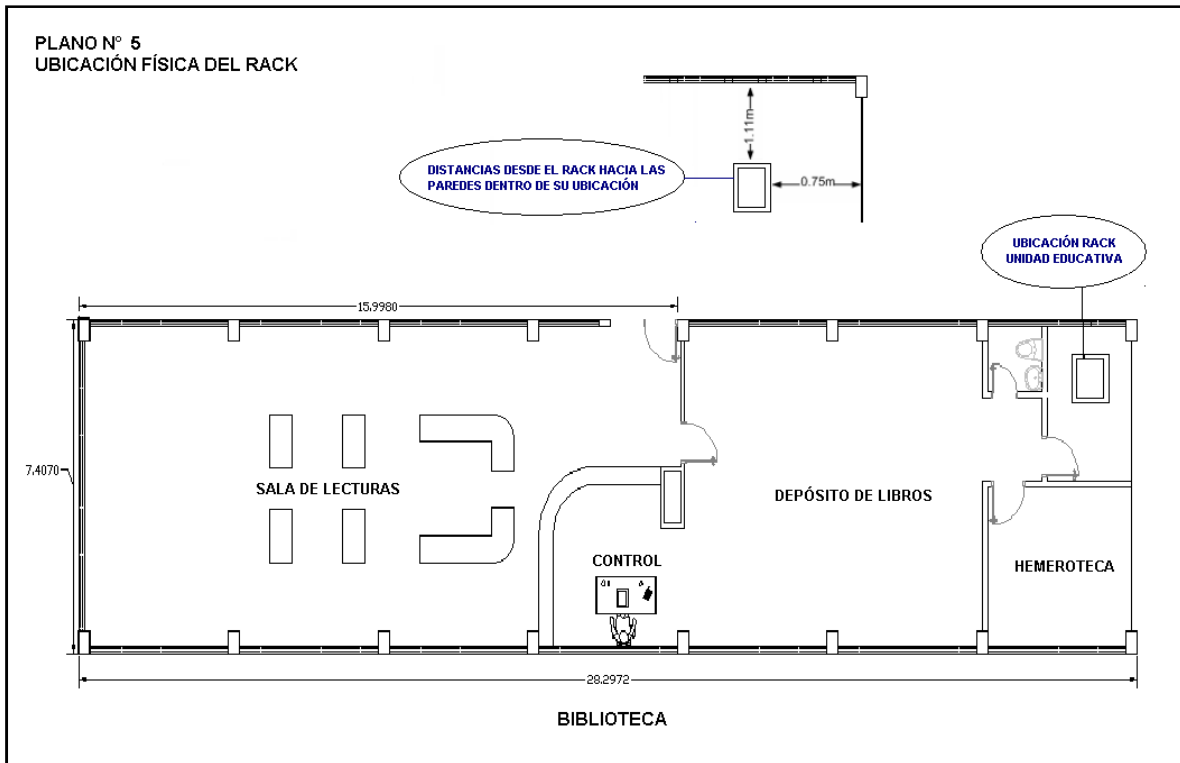 PLANO N° 5
UBICACIÓN FÍSICA DEL RACK
1.11m
DISTANCIAS DESDE EL RACK HACIA LAS
PAREDES DENTRO DE SU UBICACIÓN
0.75m
UBICACIÓN RACK
UNIDAD EDUCATIVA
15.9980
7.4070
SALA DE LECTURAS
DEPÓSITO DE LIBROS
CONTROL
HEMEROTECA
28.2972
BIBLIOTECA